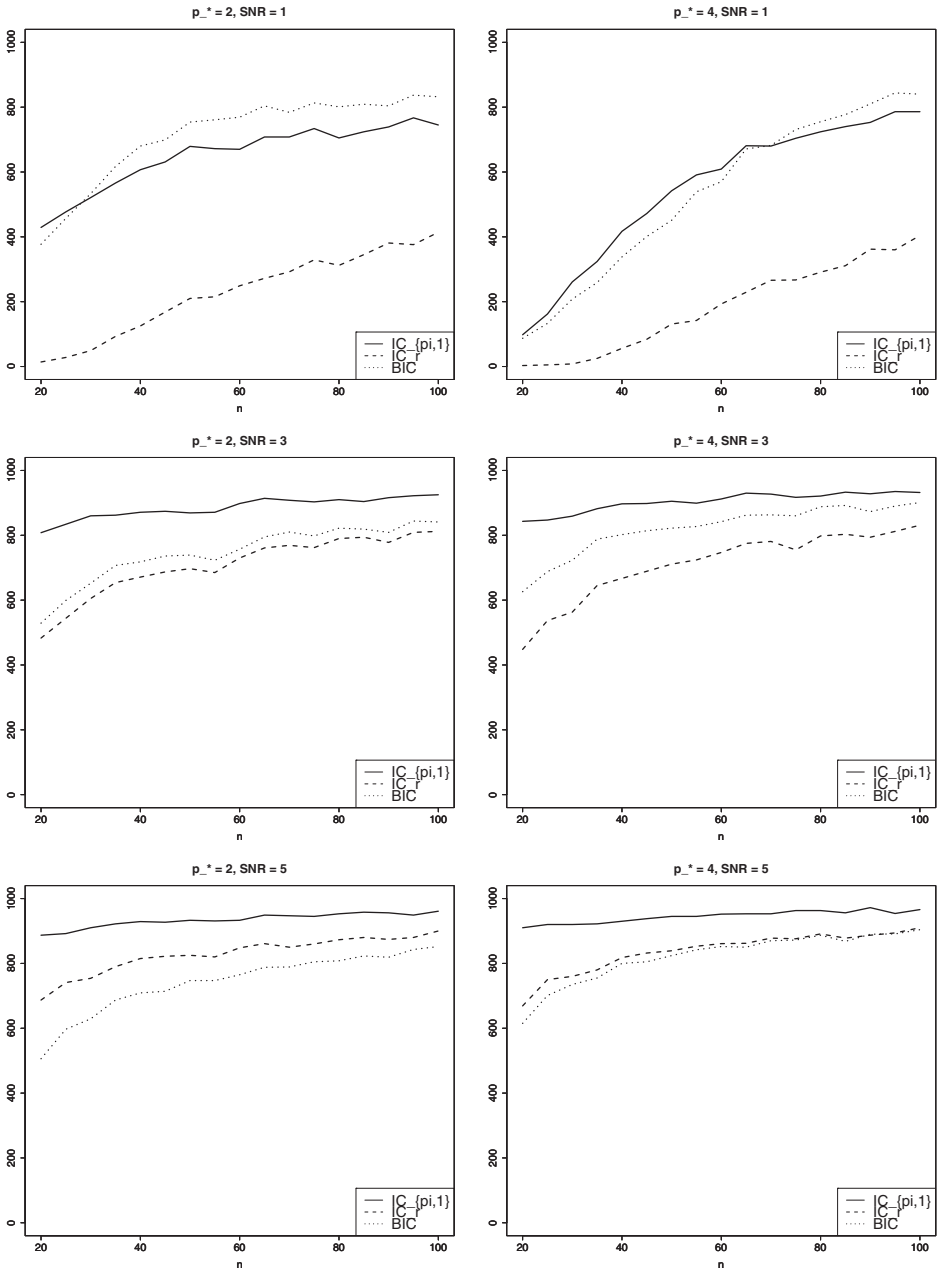 p_* = 2, SNR = 1
1000
800
600
400
200
0
20 40 60 80 100
n
IC_{pi,1}
IC_r
BIC
p_* = 4, SNR = 1
1000
800
600
400
200
0
20 40 60 80 100
n
IC_{pi,1}
IC_r
BIC
p_* = 2, SNR = 3
1000
800
600
400
200
0
20 40 60 80 100
n
IC_{pi,1}
IC_r
BIC
p_* = 4, SNR = 3
1000
800
600
400
200
0
20 40 60 80 100
n
IC_{pi,1}
IC_r
BIC
p_* = 2, SNR = 5
1000
800
600
400
200
0
20 40 60 80 100
n
IC_{pi,1}
IC_r
BIC
p_* = 4, SNR = 5
1000
800
600
400
200
0
20 40 60 80 100
n
IC_{pi,1}
IC_r
BIC